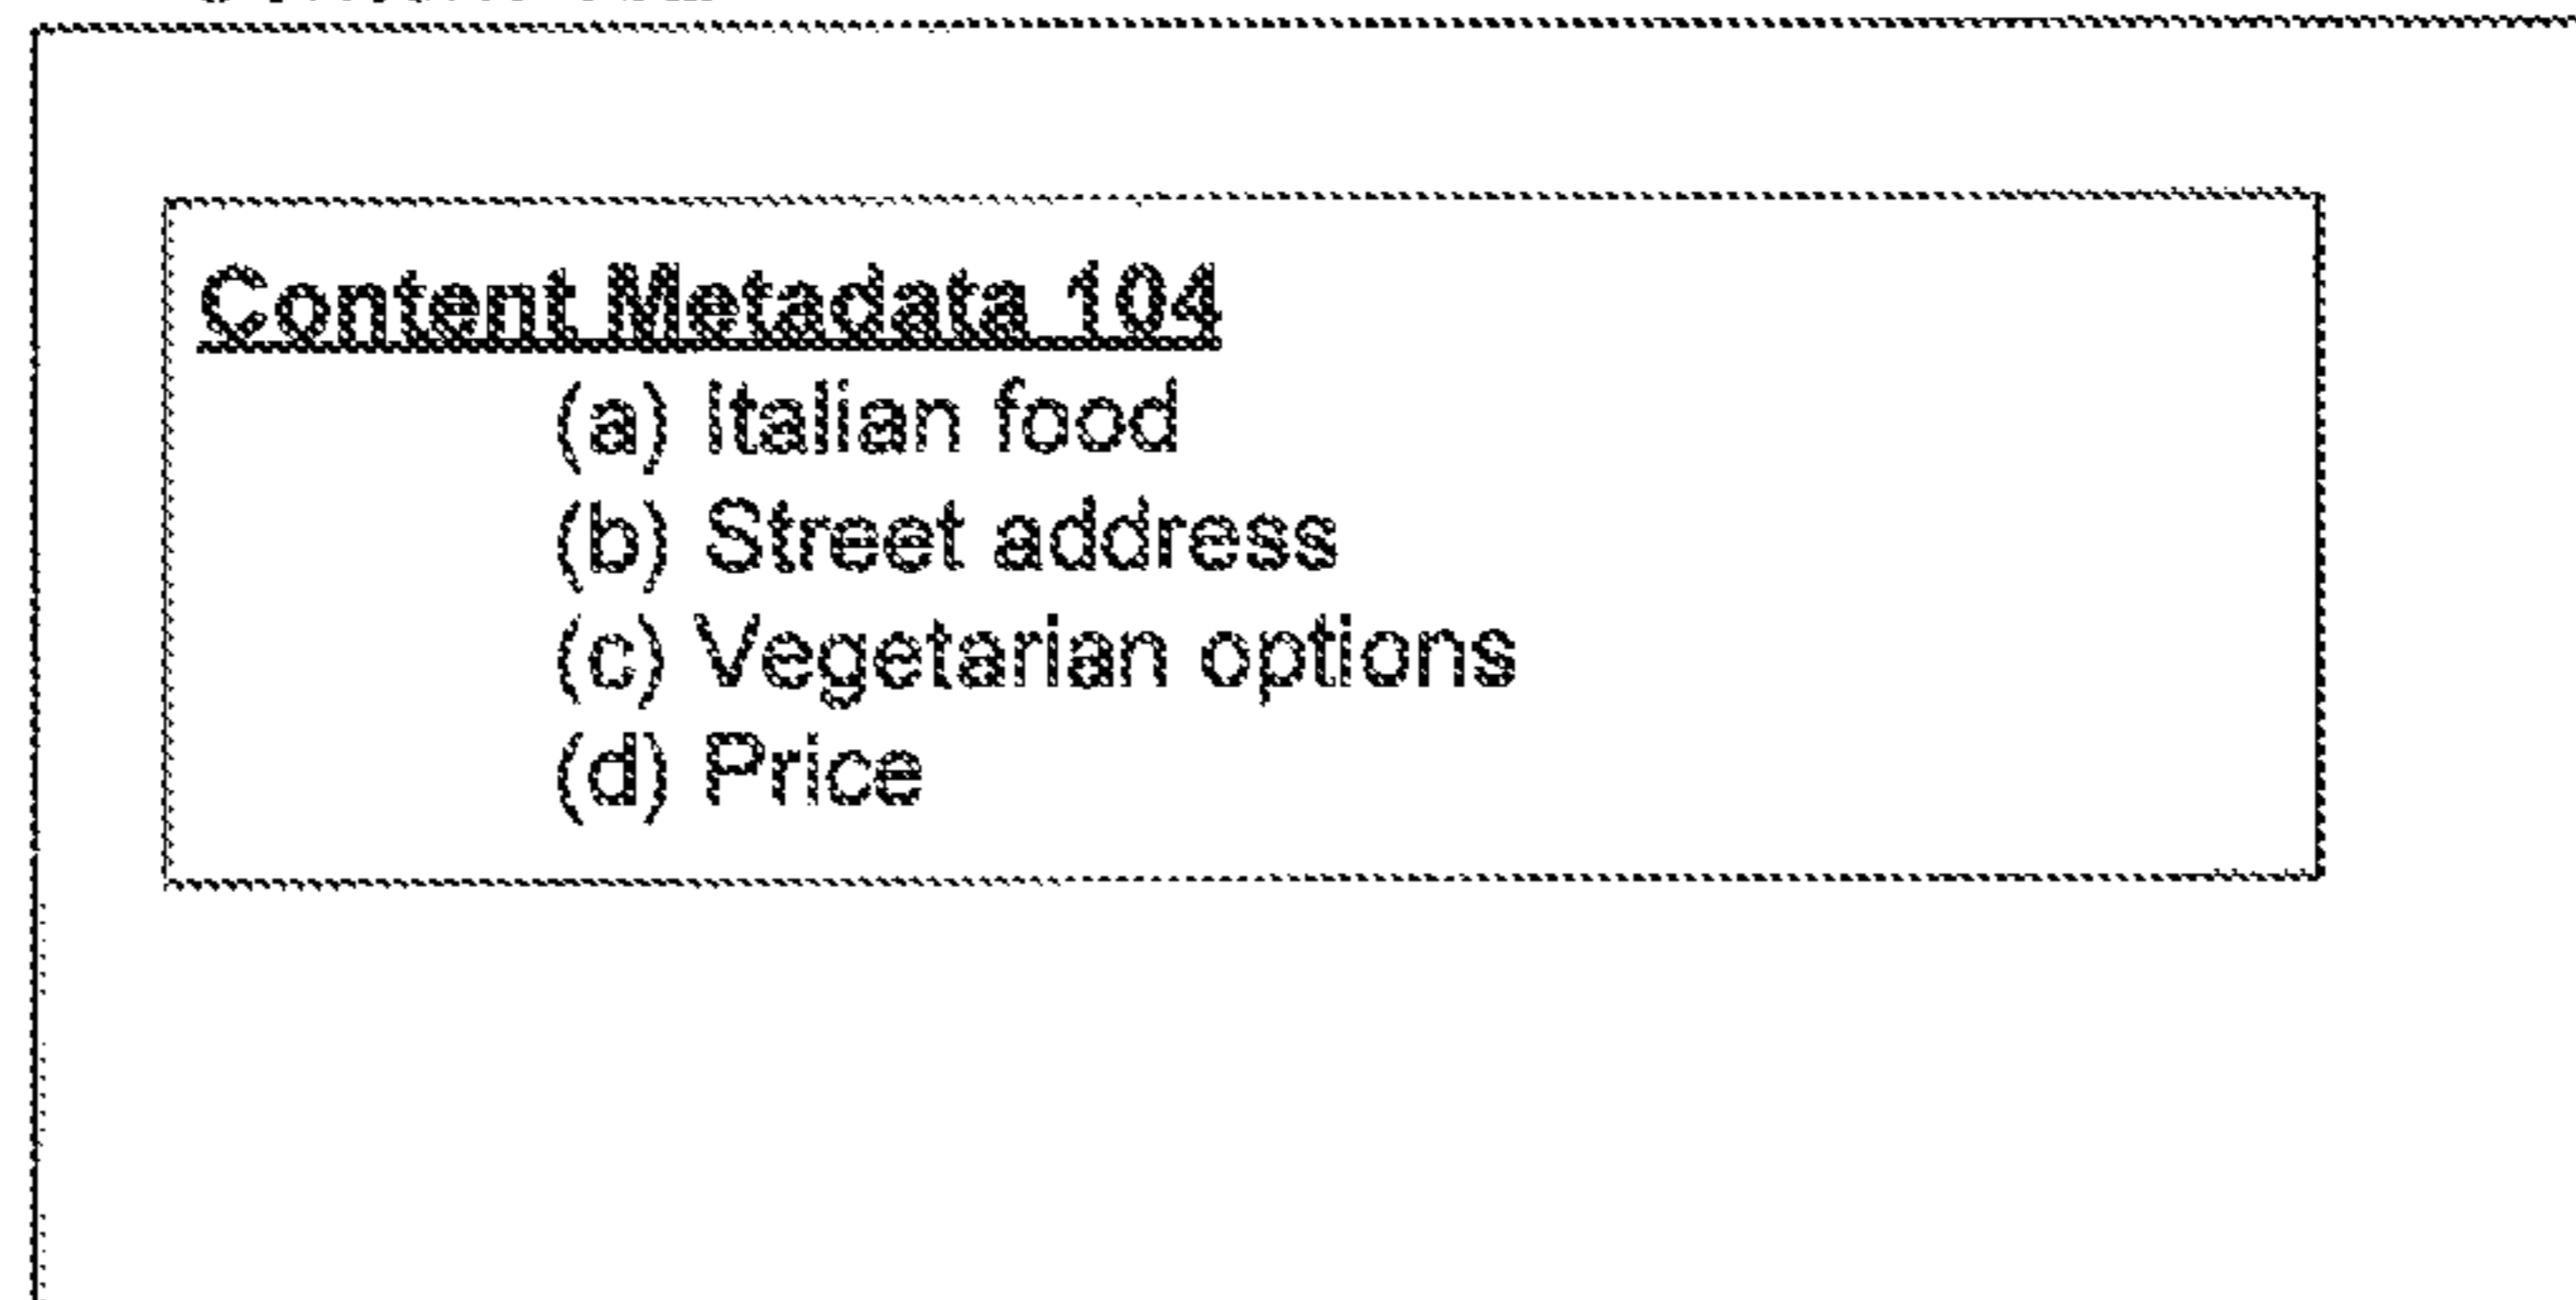 Content Metadata 104
(a) Italian food
(b) Street address
(c) Vegetarian options
(d) Price